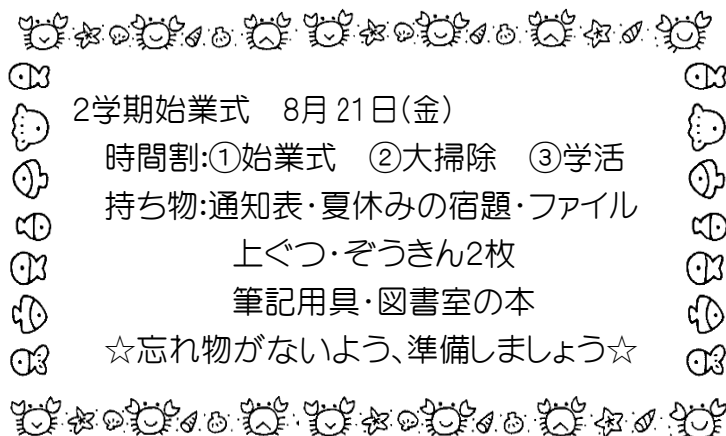 2学期始業式　8月21日(金)
時間割:①始業式　②大掃除　③学活
持ち物:通知表・夏休みの宿題・ファイル
上ぐつ・ぞうきん2枚
筆記用具・図書室の本
☆忘れ物がないよう、準備しましょう☆